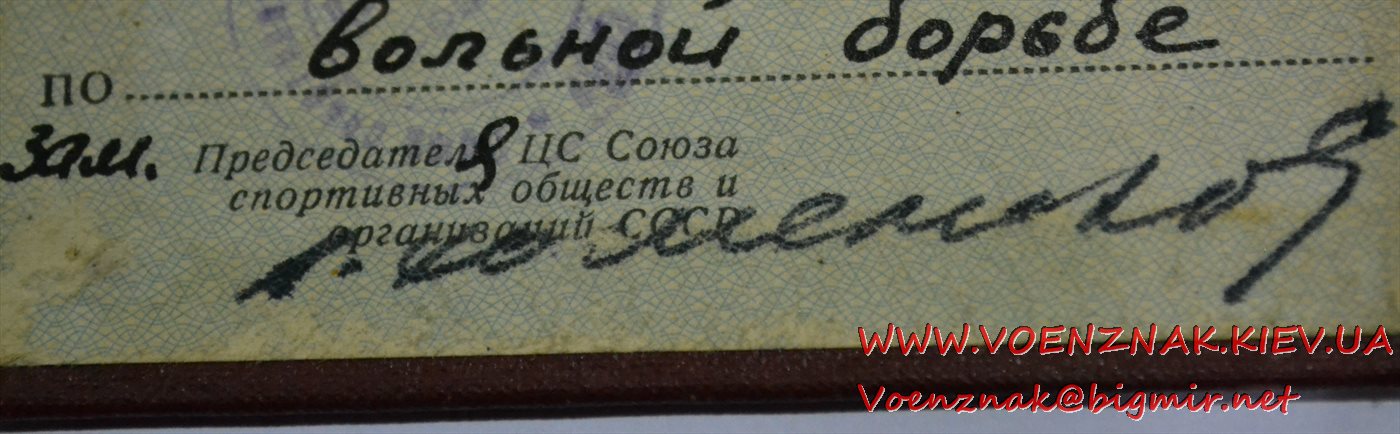 по вольной борьбе
зам. Председателя ЦС Союза
спортивных обществ и
организаций СССР
WWW.VOENZNAK.KIEV.UA
Voenznak@bigmir.net